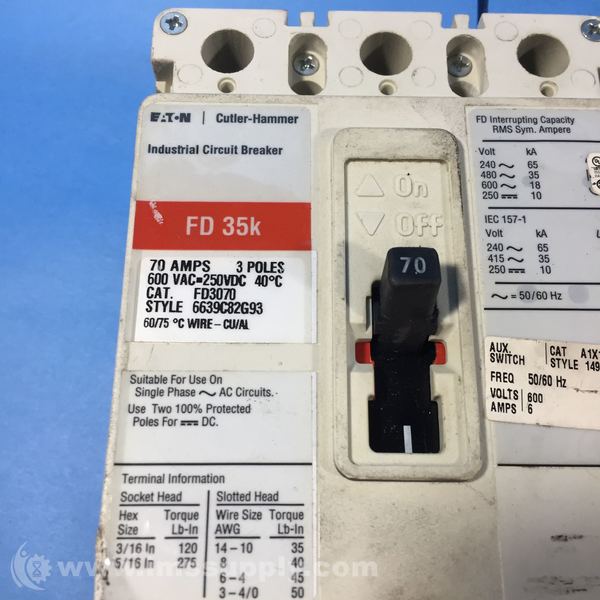 EATON Cutler-Hammer
Industrial Circuit Breaker
FD 35k
70 AMPS 3 POLES
600 VAC=250VDC 40°C
CAT. FD3070
STYLE 6639C82G93
60/75 °C WIRE-CU/AL
Suitable For Use On
Single Phase ~ AC Circuits.
Use Two 100% Protected
Poles For ⎓ DC.
Terminal Information
Socket Head
Hex Size Torque Lb-In
3/16 In 120
5/16 In 275
Slotted Head
Wire Size AWG Torque Lb-In
14-10 35
8 40
6-4 45
3-4/0 50
△ On
▽ OFF
70
FD Interrupting Capacity
RMS Sym. Ampere
Volt kA
240 ~ 65
480 ~ 35
600 ~ 18
250 ⎓ 10
IEC 157-1
Volt kA
240 ~ 65
415 ~ 35
250 ⎓ 10
~ = 50/60 Hz
AUX. SWITCH
CAT A1X1
STYLE 149
FREQ 50/60 Hz
VOLTS 600
AMPS 6